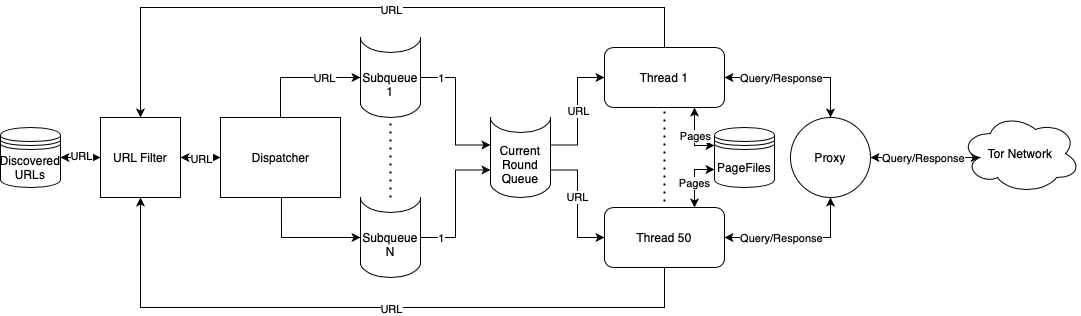 URL
URL
Subqueue
1
1
Thread 1
Query/Response
URL
Pages
Discovered
URLs
URL
URL Filter
URL
Dispatcher
Current
Round
Queue
PageFiles
Proxy
Query/Response
Tor Network
Pages
URL
Subqueue
N
1
Thread 50
Query/Response
URL